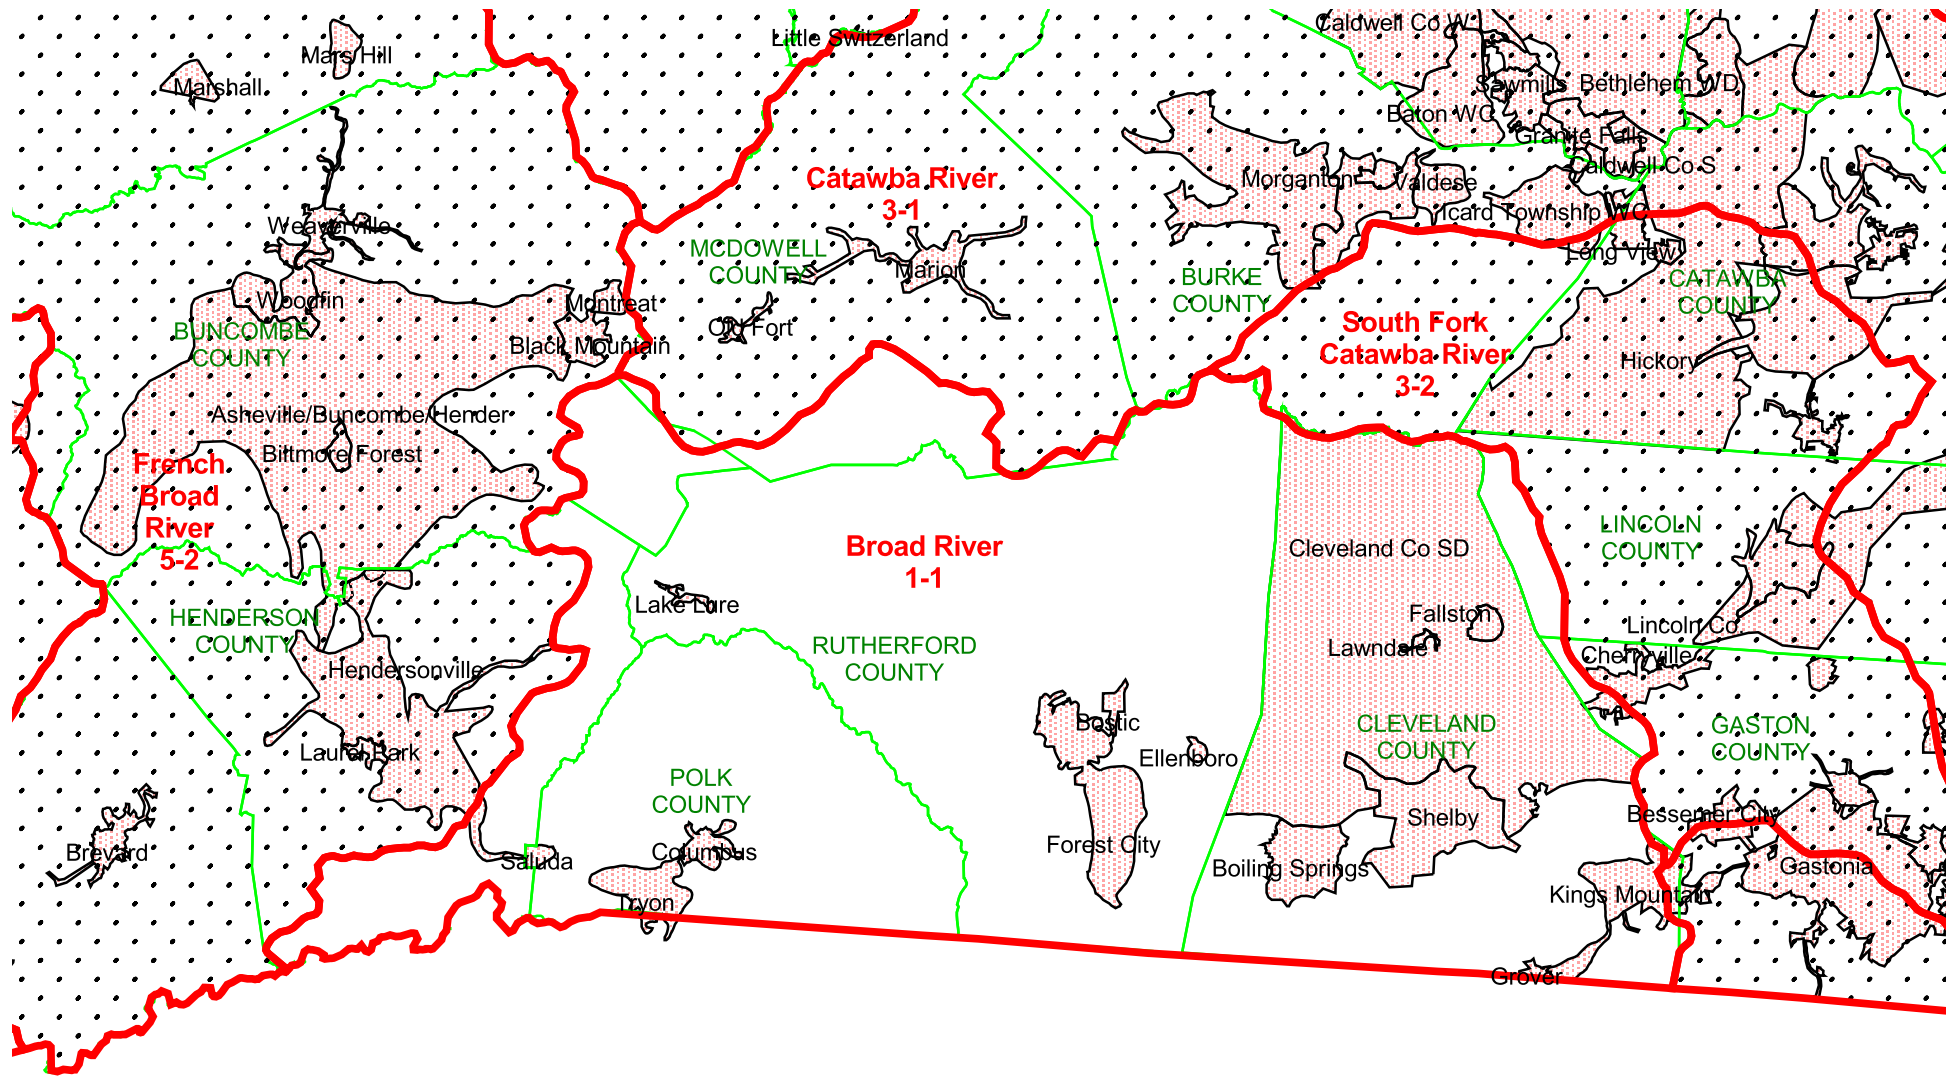 Caldwell Co W
Little Switzerland
Mars Hill
Marshall
Sawmills
Bethlehem WD
Baton WC
Granite Falls
Caldwell Co S
Catawba River
3-1
Morganton
Valdese
Icard Township WC
Weaverville
MCDOWELL
COUNTY
Marion
Long View
BURKE
COUNTY
CATAWBA
COUNTY
Woodfin
Montreat
Old Fort
BUNCOMBE
COUNTY
Black Mountain
South Fork
Catawba River
3-2
Hickory
Asheville/Buncombe/Hender
Biltmore Forest
French
Broad
River
5-2
Broad River
1-1
Cleveland Co SD
LINCOLN
COUNTY
Lake Lure
HENDERSON
COUNTY
Fallston
Lawndale
Lincoln Co
Cherryville
RUTHERFORD
COUNTY
Hendersonville
Bostic
CLEVELAND
COUNTY
GASTON
COUNTY
Laurel Park
Ellenboro
POLK
COUNTY
Bessemer City
Shelby
Brevard
Saluda
Columbus
Forest City
Boiling Springs
Gastonia
Tryon
Kings Mountain
Grover